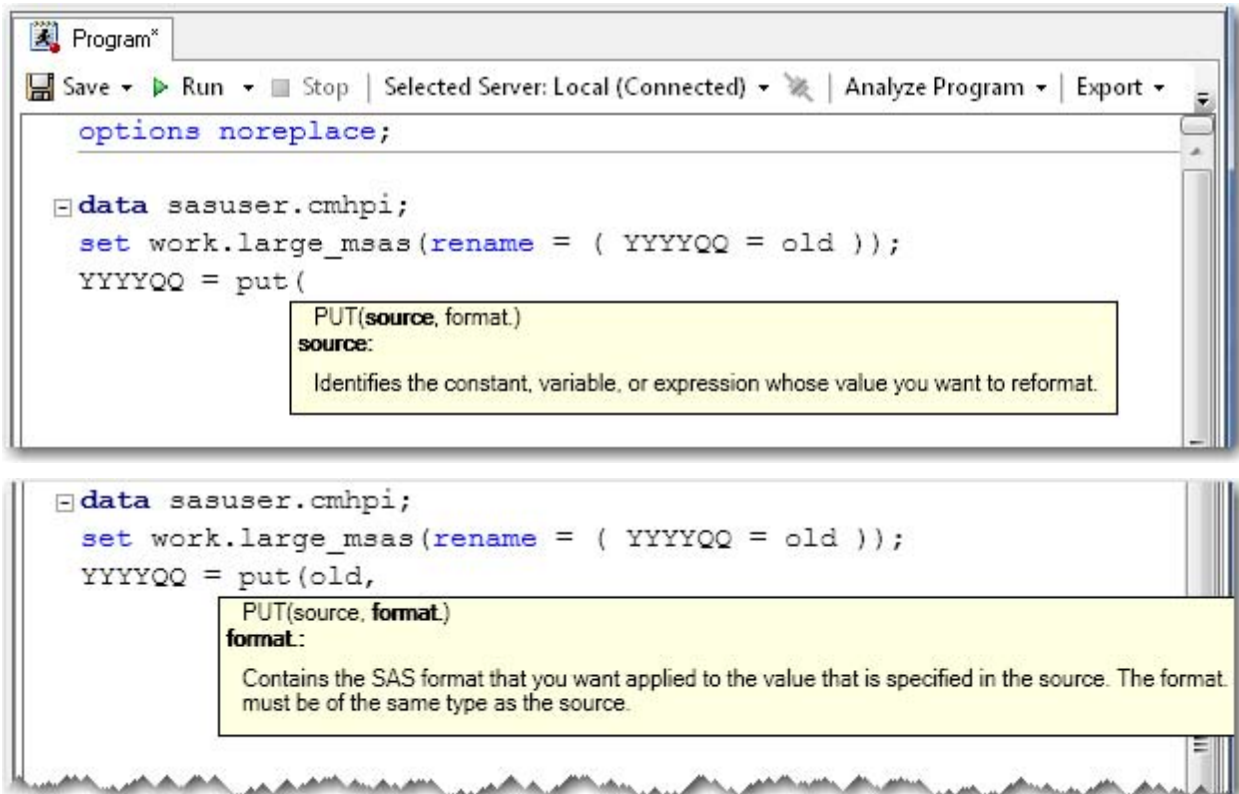 Program*
Save Run Stop | Selected Server: Local (Connected) | Analyze Program | Export
options noreplace;
data sasuser.cmhpi;
set work.large_msas(rename = ( YYYYQQ = old ));
YYYYQQ = put(
PUT(source, format.)
source:
Identifies the constant, variable, or expression whose value you want to reformat.
data sasuser.cmhpi;
set work.large_msas(rename = ( YYYYQQ = old ));
YYYYQQ = put(old,
PUT(source, format.)
format.:
Contains the SAS format that you want applied to the value that is specified in the source. The format.
must be of the same type as the source.